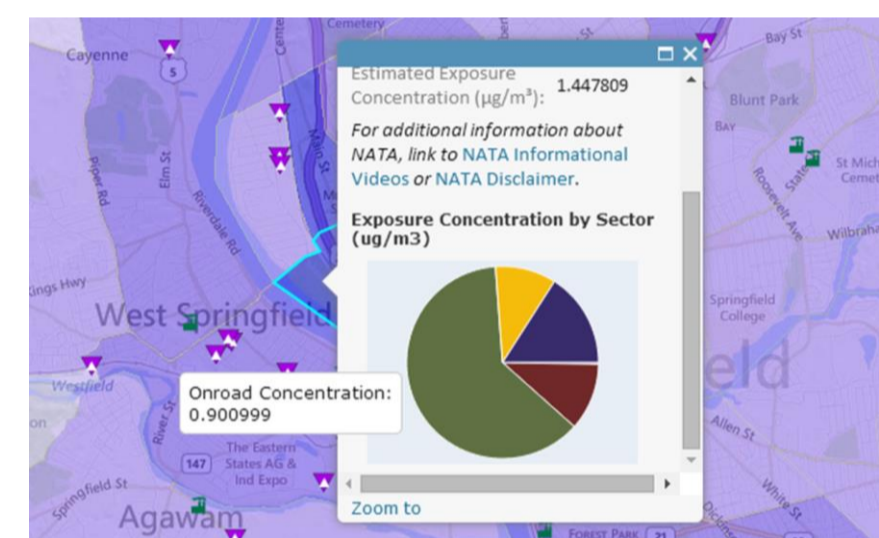 Cemetery
Cayenne
5
Center
Bay St
Estimated Exposure
Concentration (µg/m³): 1.447809
For additional information about
NATA, link to NATA Informational
Videos or NATA Disclaimer.
Exposure Concentration by Sector
(ug/m3)
Blunt Park
BAY
St Mich
Cemet
Piper Rd
Elm St
Main St
Riverdale Rd
State
Roosevelt Ave
Wilbraha
Kings Hwy
West Springfield
Springfield
College
eld
Westfield
Onroad Concentration:
0.900999
River St
The Eastern
States AG &
Ind Expo
147
Allen St
Springfield St
White St
Agawam
Zoom to
Forest Park
21
Dickinson